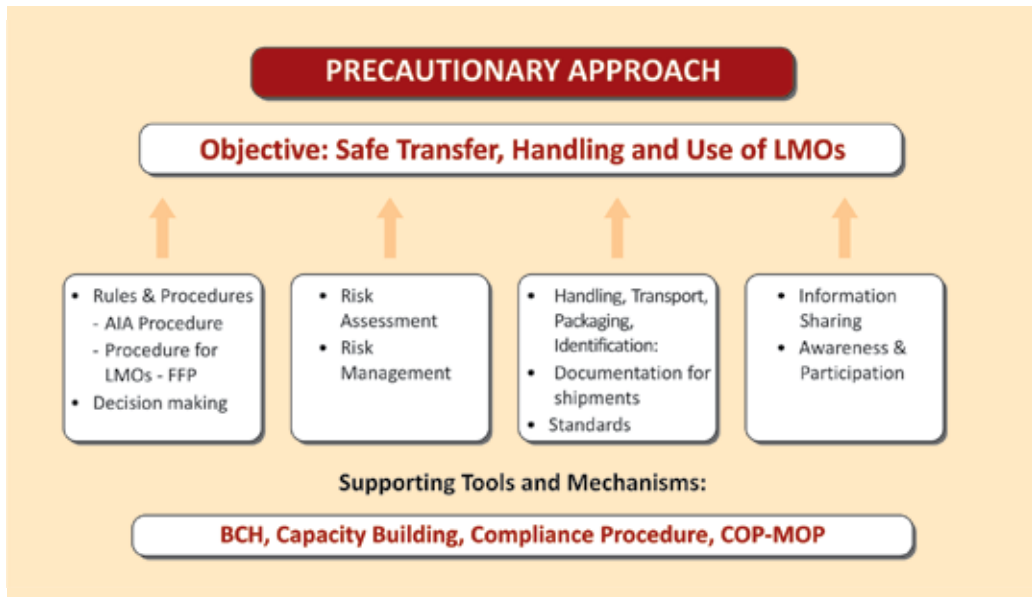 PRECAUTIONARY APPROACH
Objective: Safe Transfer, Handling and Use of LMOs
• Rules & Procedures
- AIA Procedure
- Procedure for
LMOs - FFP
• Decision making
• Risk
Assessment
• Risk
Management
• Handling, Transport,
Packaging,
Identification:
• Documentation for
shipments
• Standards
• Information
Sharing
• Awareness &
Participation
Supporting Tools and Mechanisms:
BCH, Capacity Building, Compliance Procedure, COP-MOP